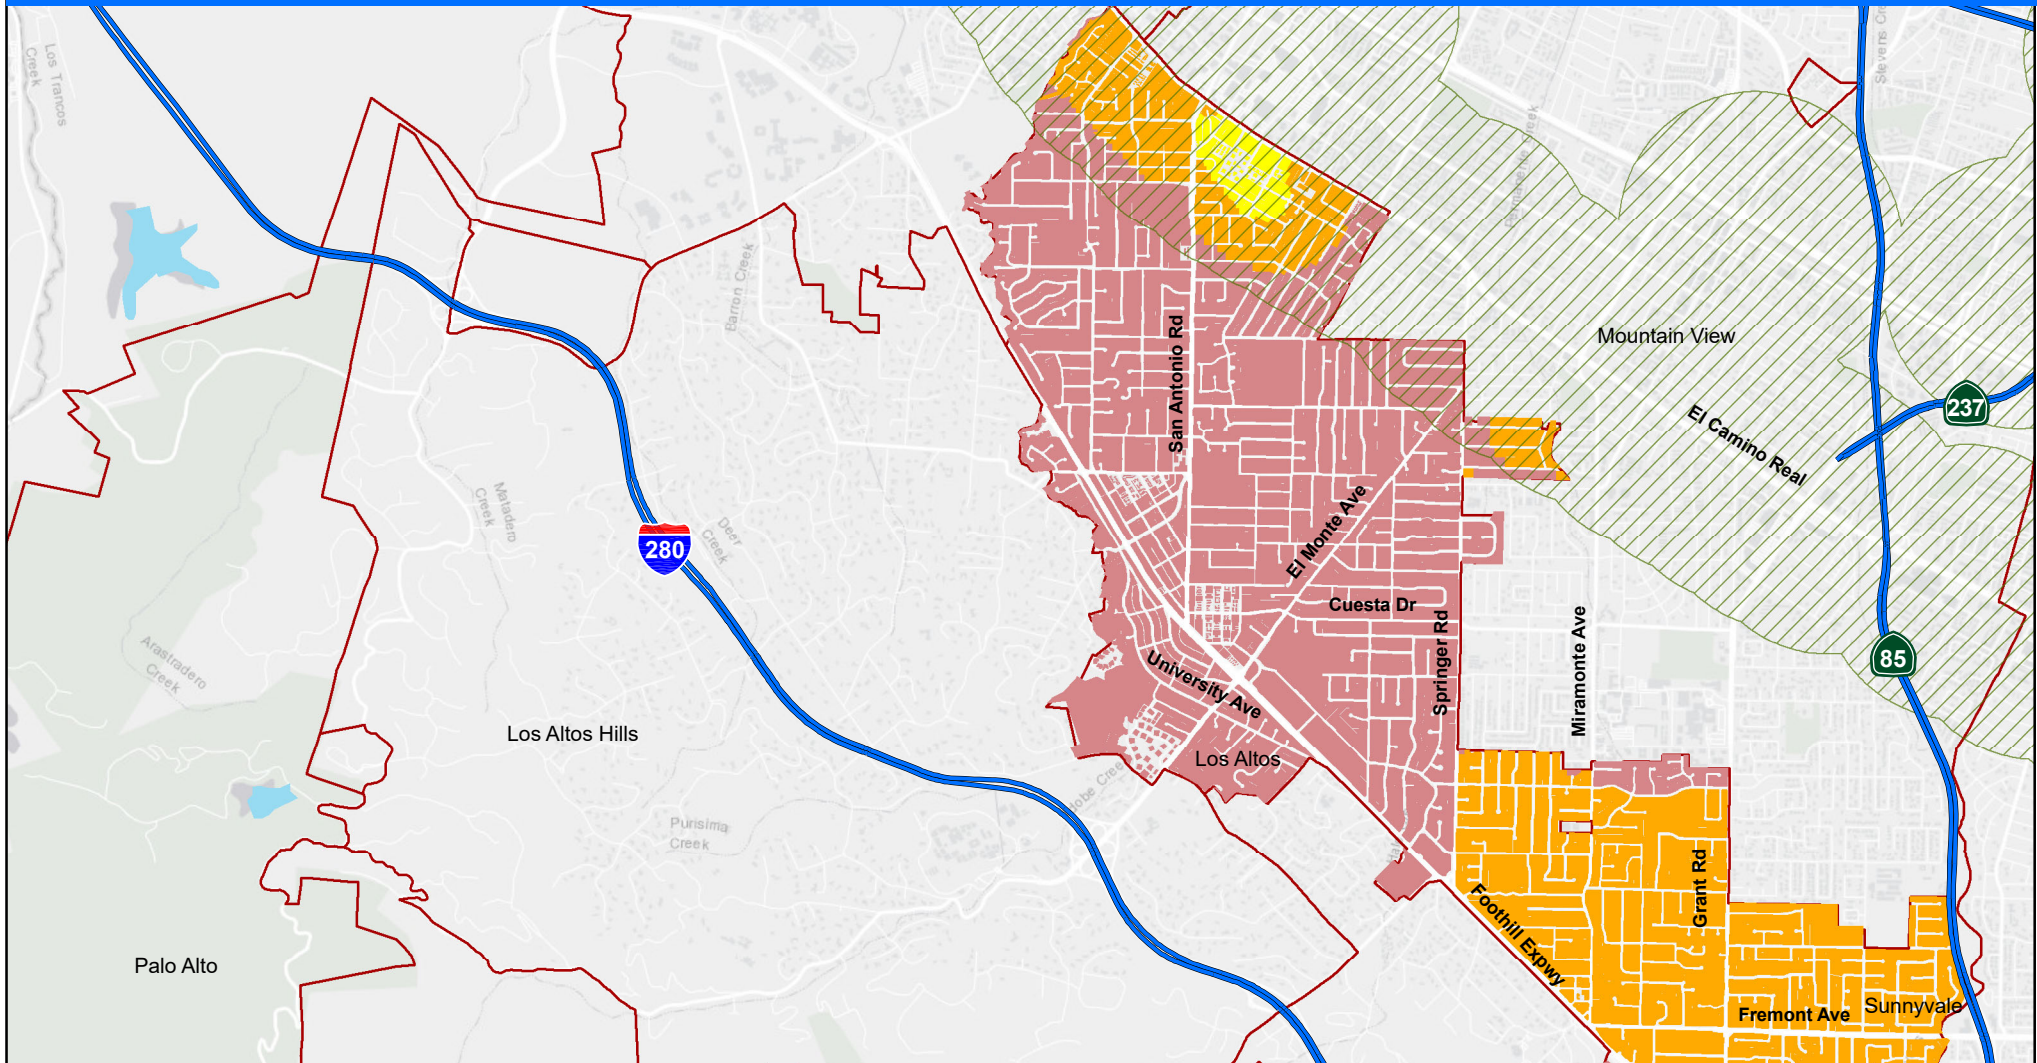 Los Trancos
Creek
Stevens Cre
Barron Creek
San Antonio Rd
Mountain View
237
El Camino Real
Matadero
Creek
Deer
Creek
280
El Monte Ave
Cuesta Dr
Springer Rd
Miramonte Ave
85
Arastradero
Creek
University Ave
Los Altos Hills
Los Altos
Purisima
Creek
Grant Rd
Foothill Expwy
Palo Alto
Fremont Ave
Sunnyvale